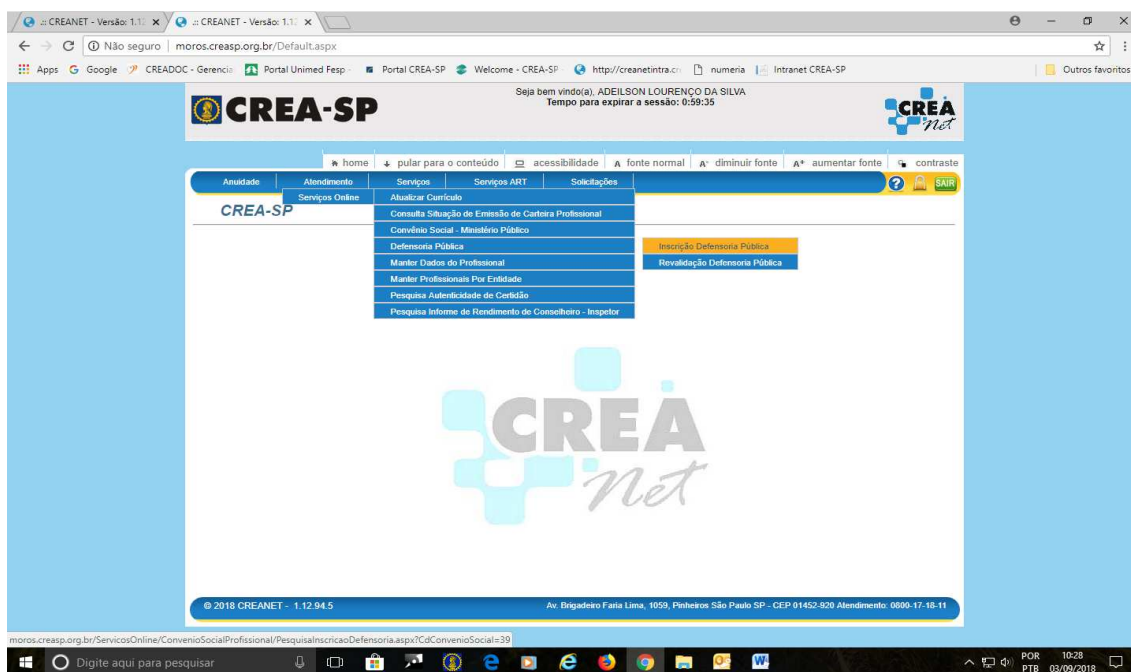 .:: CREANET - Versão: 1.1
.:: CREANET - Versão: 1.1
Não seguro | moros.creasp.org.br/Default.aspx
Apps Google CREADOC - Gerencia Portal Unimed Fesp - Portal CREA-SP Welcome - CREA-SP http://creanetintra.cr numeria Intranet CREA-SP Outros favoritos
CREA-SP
Seja bem vindo(a), ADEILSON LOURENÇO DA SILVA
Tempo para expirar a sessão: 0:59:35
CREA
Net
home pular para o conteúdo acessibilidade A fonte normal A- diminuir fonte A+ aumentar fonte contraste
Anuidade Atendimento Serviços Serviços ART Solicitações ? SAIR
Serviços Online Atualizar Currículo
CREA-SP
Consulta Situação de Emissão de Carteira Profissional
Convênio Social - Ministério Público
Defensoria Pública Inscrição Defensoria Pública
Manter Dados do Profissional Revalidação Defensoria Pública
Manter Profissionais Por Entidade
Pesquisa Autenticidade de Certidão
Pesquisa Informe de Rendimento de Conselheiro - Inspetor
CREA
Net
© 2018 CREANET - 1.12.94.5 Av. Brigadeiro Faria Lima, 1059, Pinheiros São Paulo SP - CEP 01452-920 Atendimento: 0800-17-18-11
moros.creasp.org.br/ServicosOnline/ConvenioSocialProfissional/PesquisaInscricaoDefensoria.aspx?CdConvenioSocial=39
Digite aqui para pesquisar
POR 10:28
PTB 03/09/2018